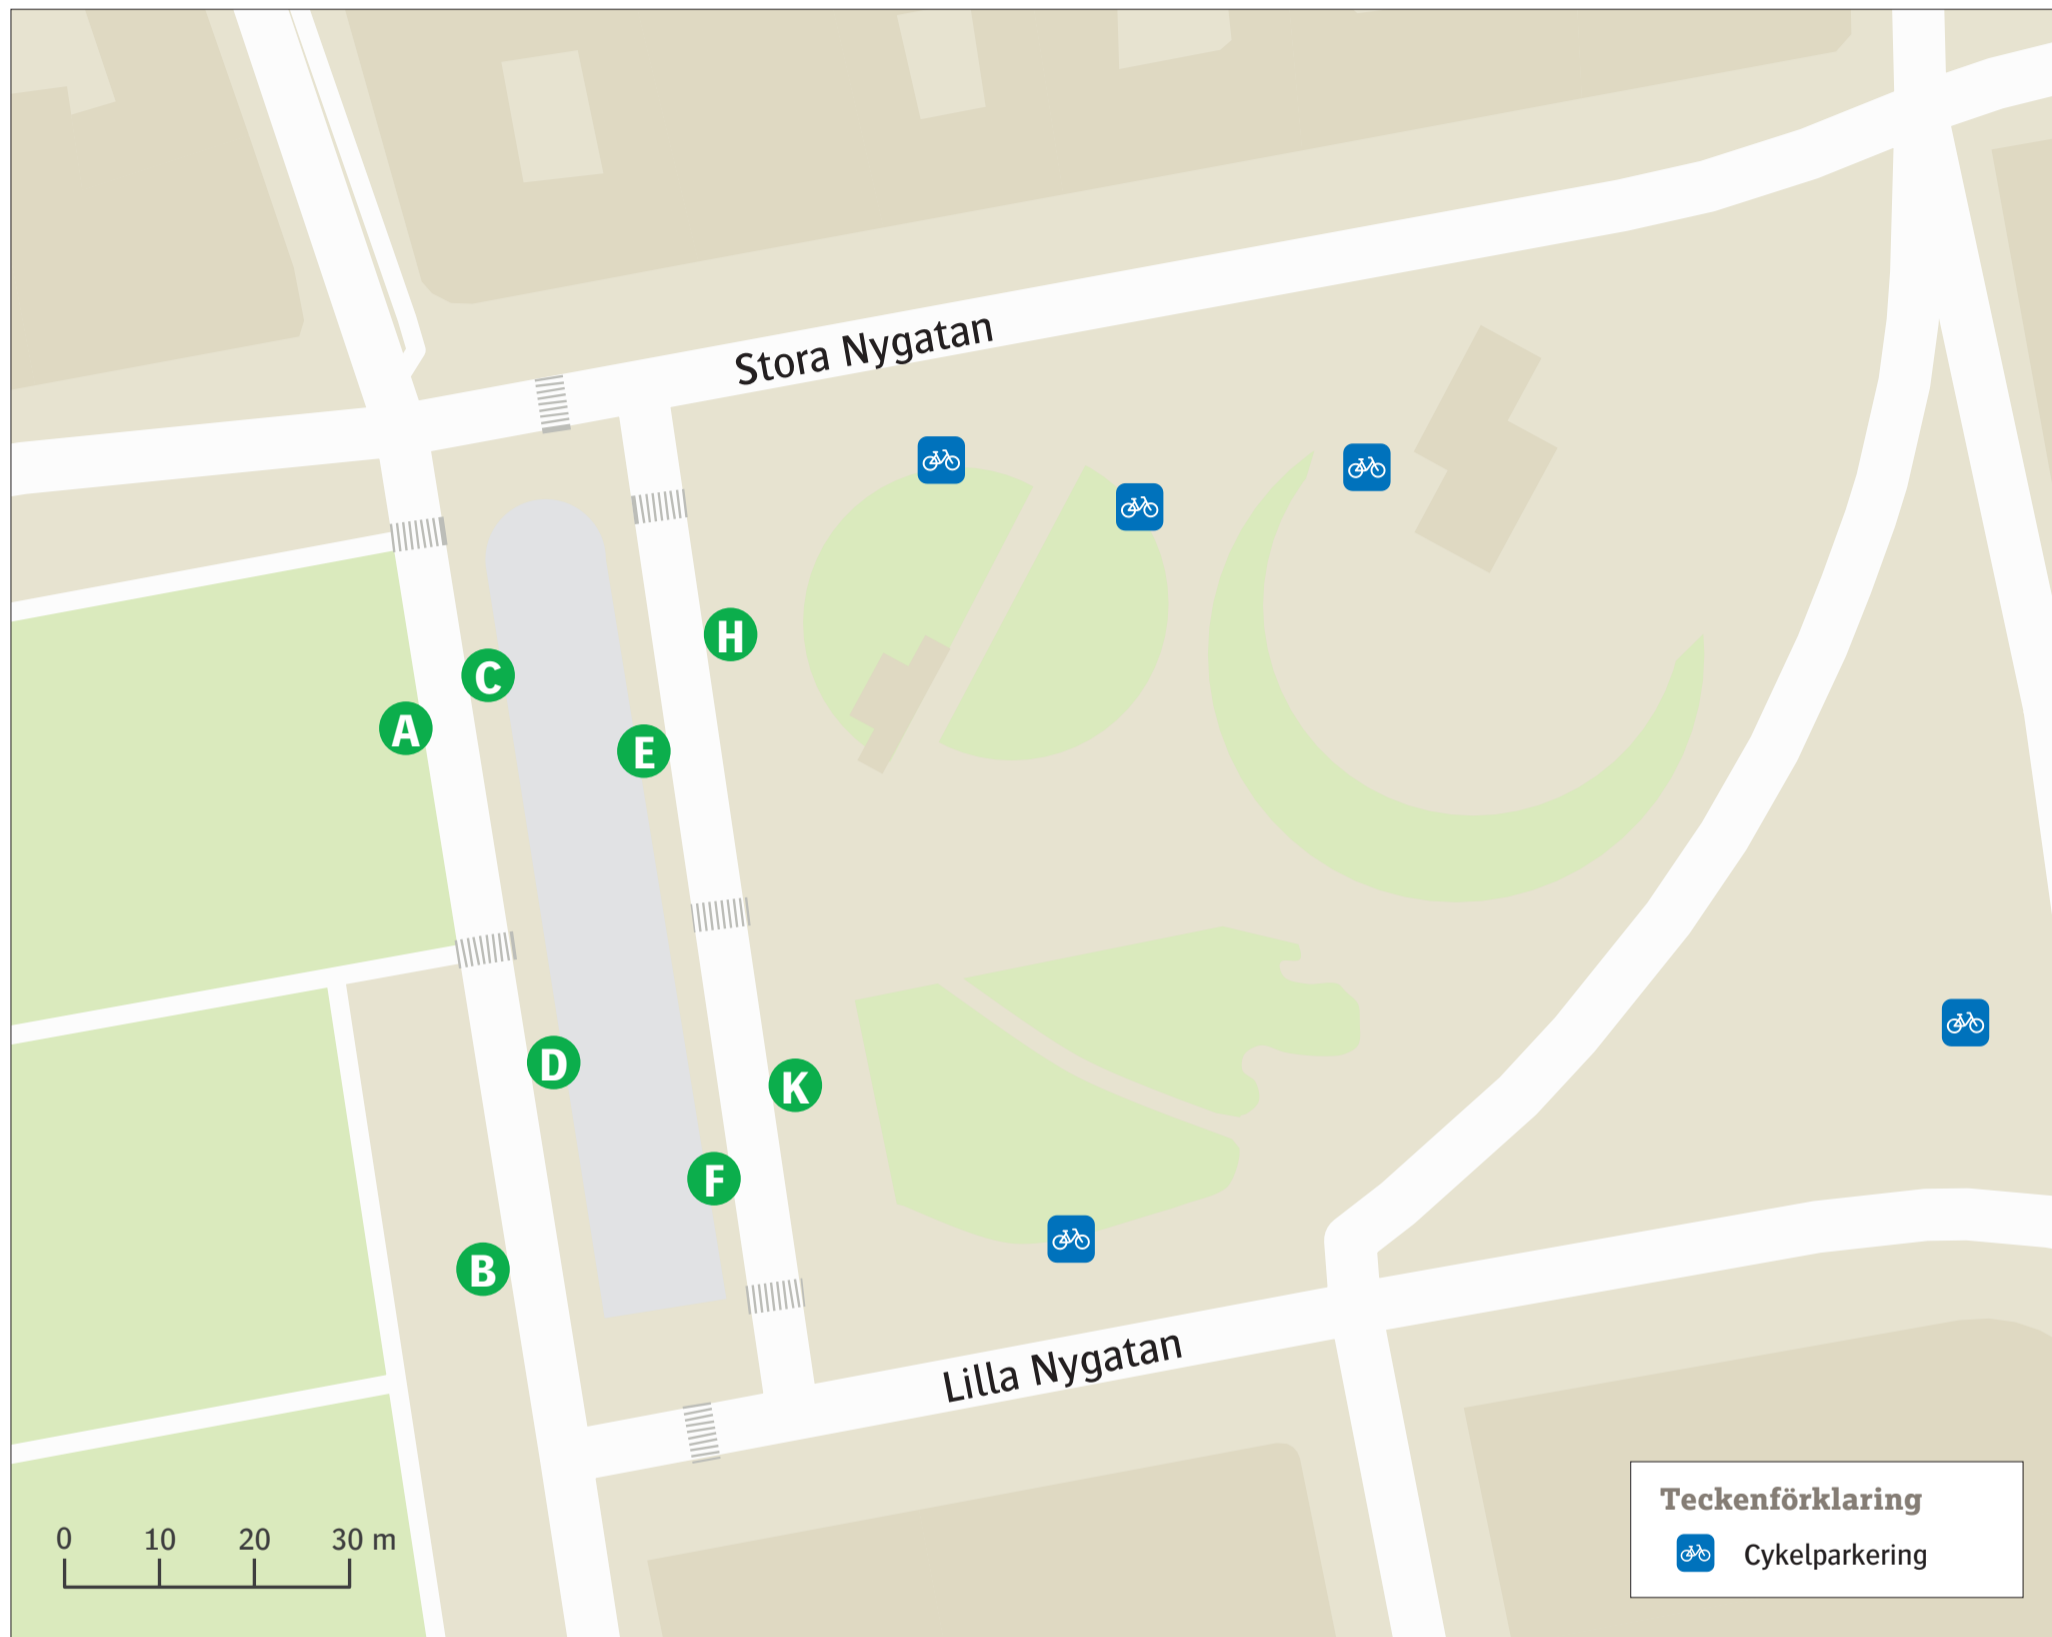 Stora Nygatan
H
C
A
E
D
K
F
B
Lilla Nygatan
Teckenförklaring
Cykelparkering
0 10 20 30 m